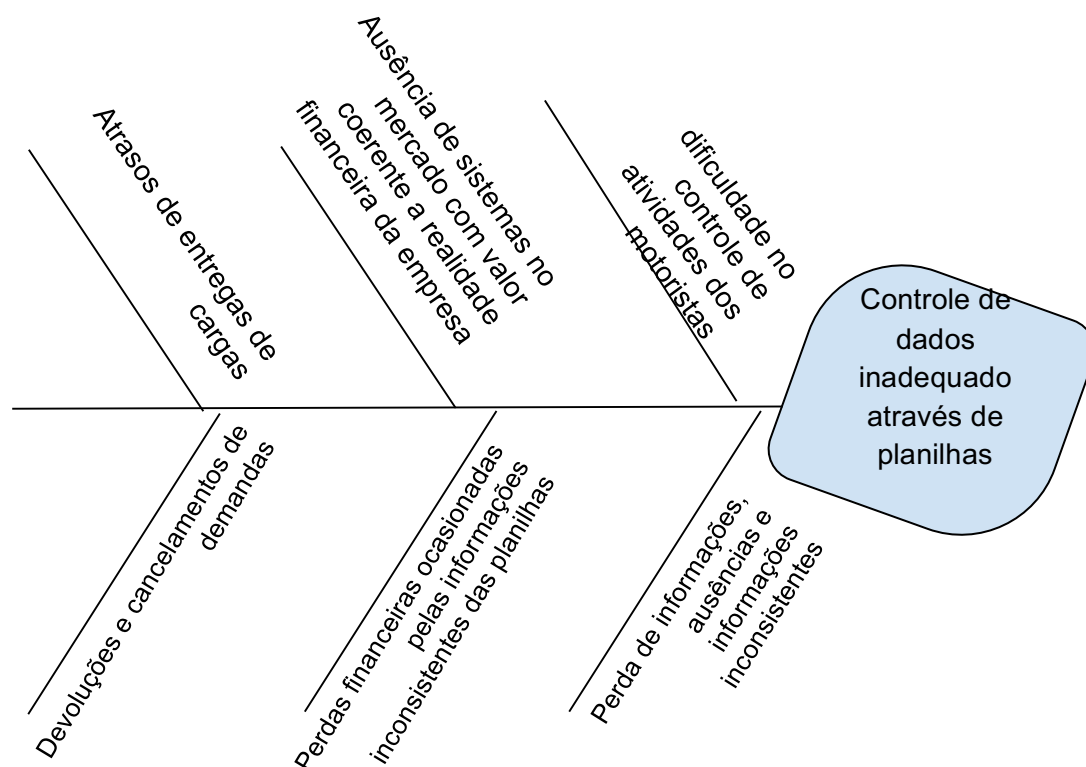 Atrasos de entregas de
cargas
Ausência de sistemas no
mercado com valor
coerente a realidade
financeira da empresa
dificuldade no
controle de
atividades dos
motoristas
Controle de
dados
inadequado
através de
planilhas
Devoluções e cancelamentos de
demandas
Perdas financeiras ocasionadas
pelas informações
inconsistentes das planilhas
Perda de informações,
ausências e
informações
inconsistentes